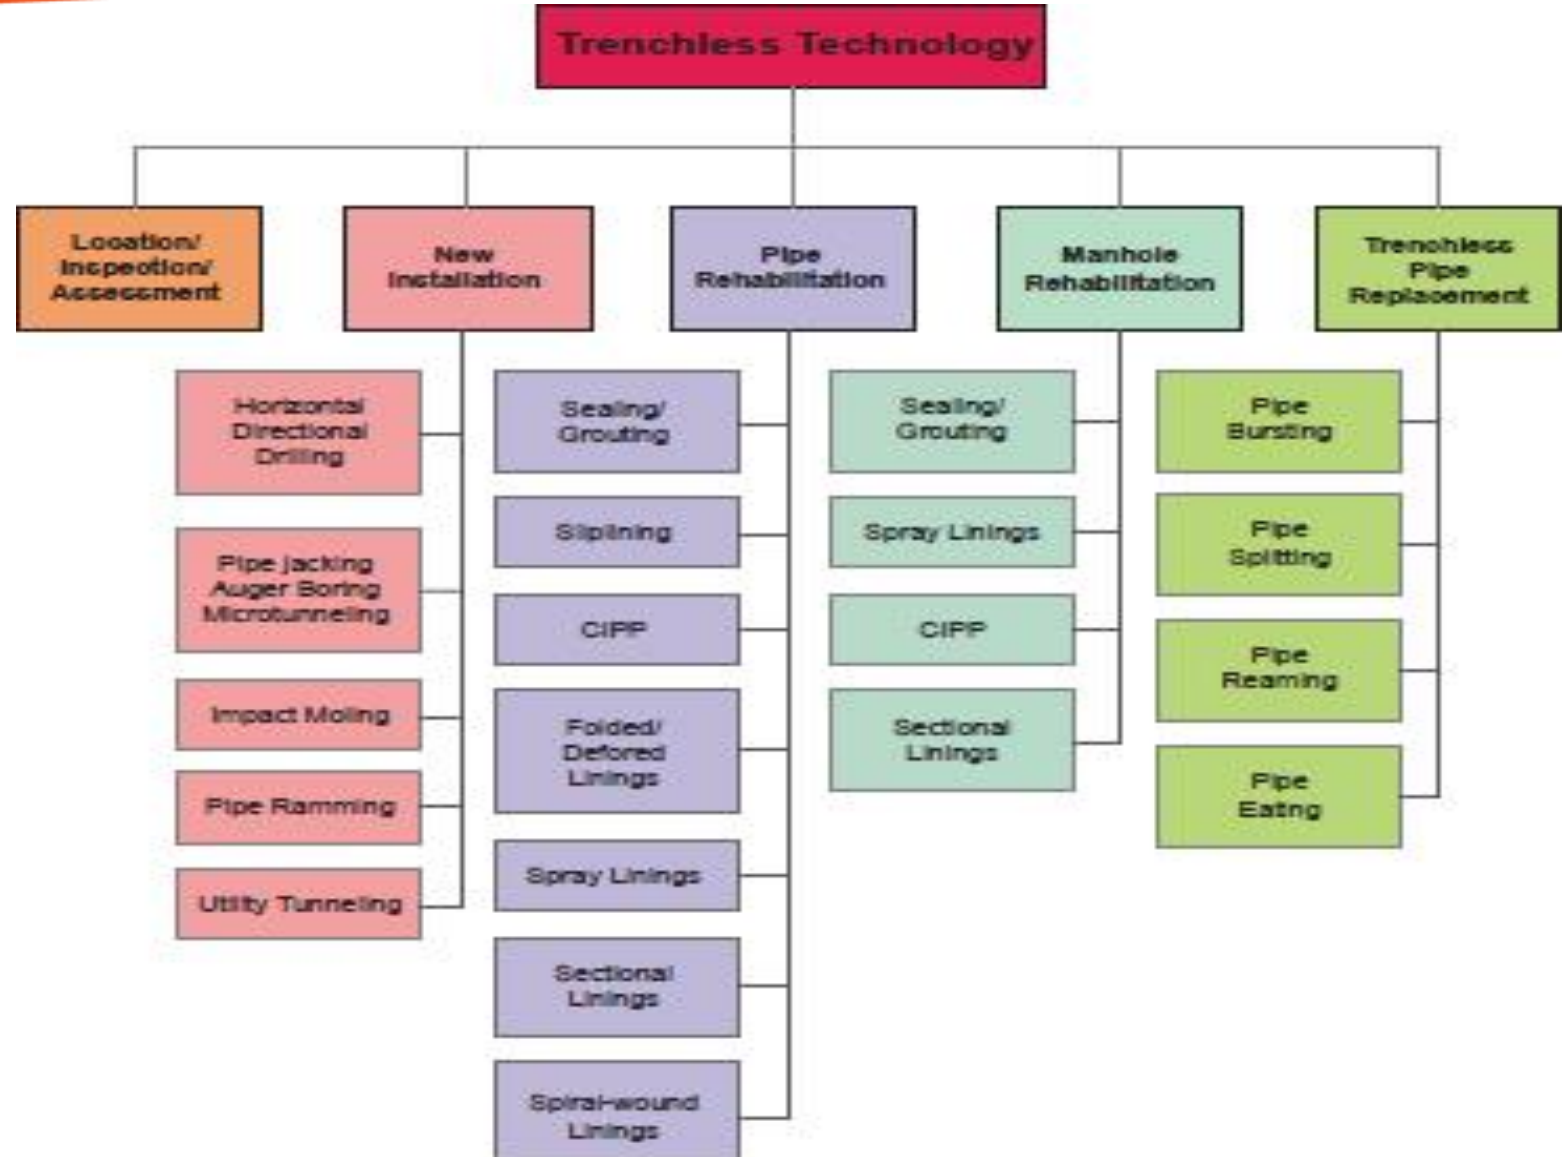 Trenchless Technology
Location/
Inspection/
Assessment
New
Installation
Pipe
Rehabilitation
Manhole
Rehabilitation
Trenchless
Pipe
Replacement
Horizontal
Directional
Drilling
Pipe Jacking
Auger Boring
Microtunneling
Impact Moling
Pipe Ramming
Utility Tunneling
Sealing/
Grouting
Sliplining
CIPP
Folded/
Defored
Linings
Spray Linings
Sectional
Linings
Spiral-wound
Linings
Sealing/
Grouting
Spray Linings
CIPP
Sectional
Linings
Pipe
Bursting
Pipe
Splitting
Pipe
Reaming
Pipe
Eating